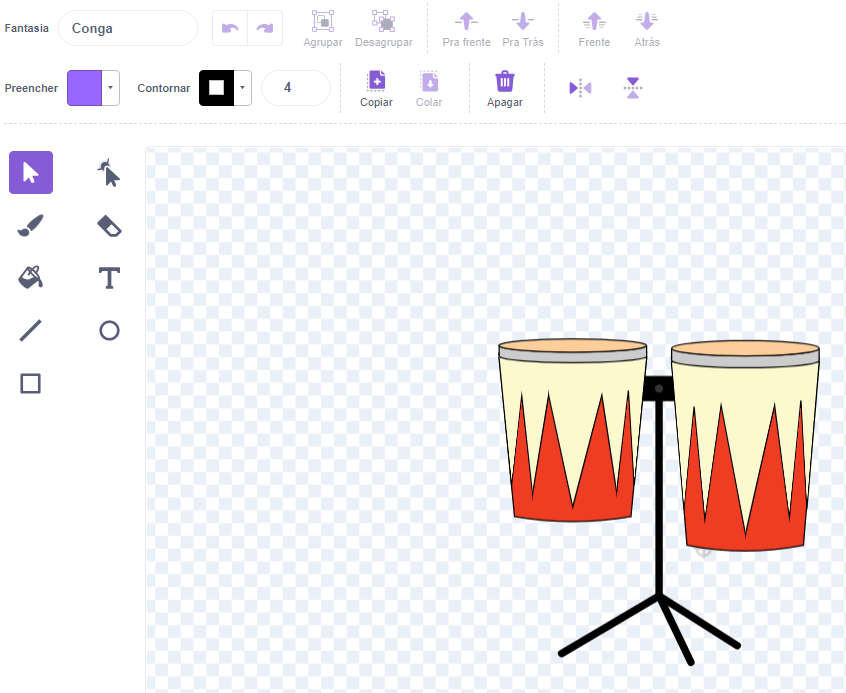 Fantasia
Conga
Agrupar
Desagrupar
Pra frente
Pra Trás
Frente
Atrás
Preencher
Contornar
4
Copiar
Colar
Apagar
T